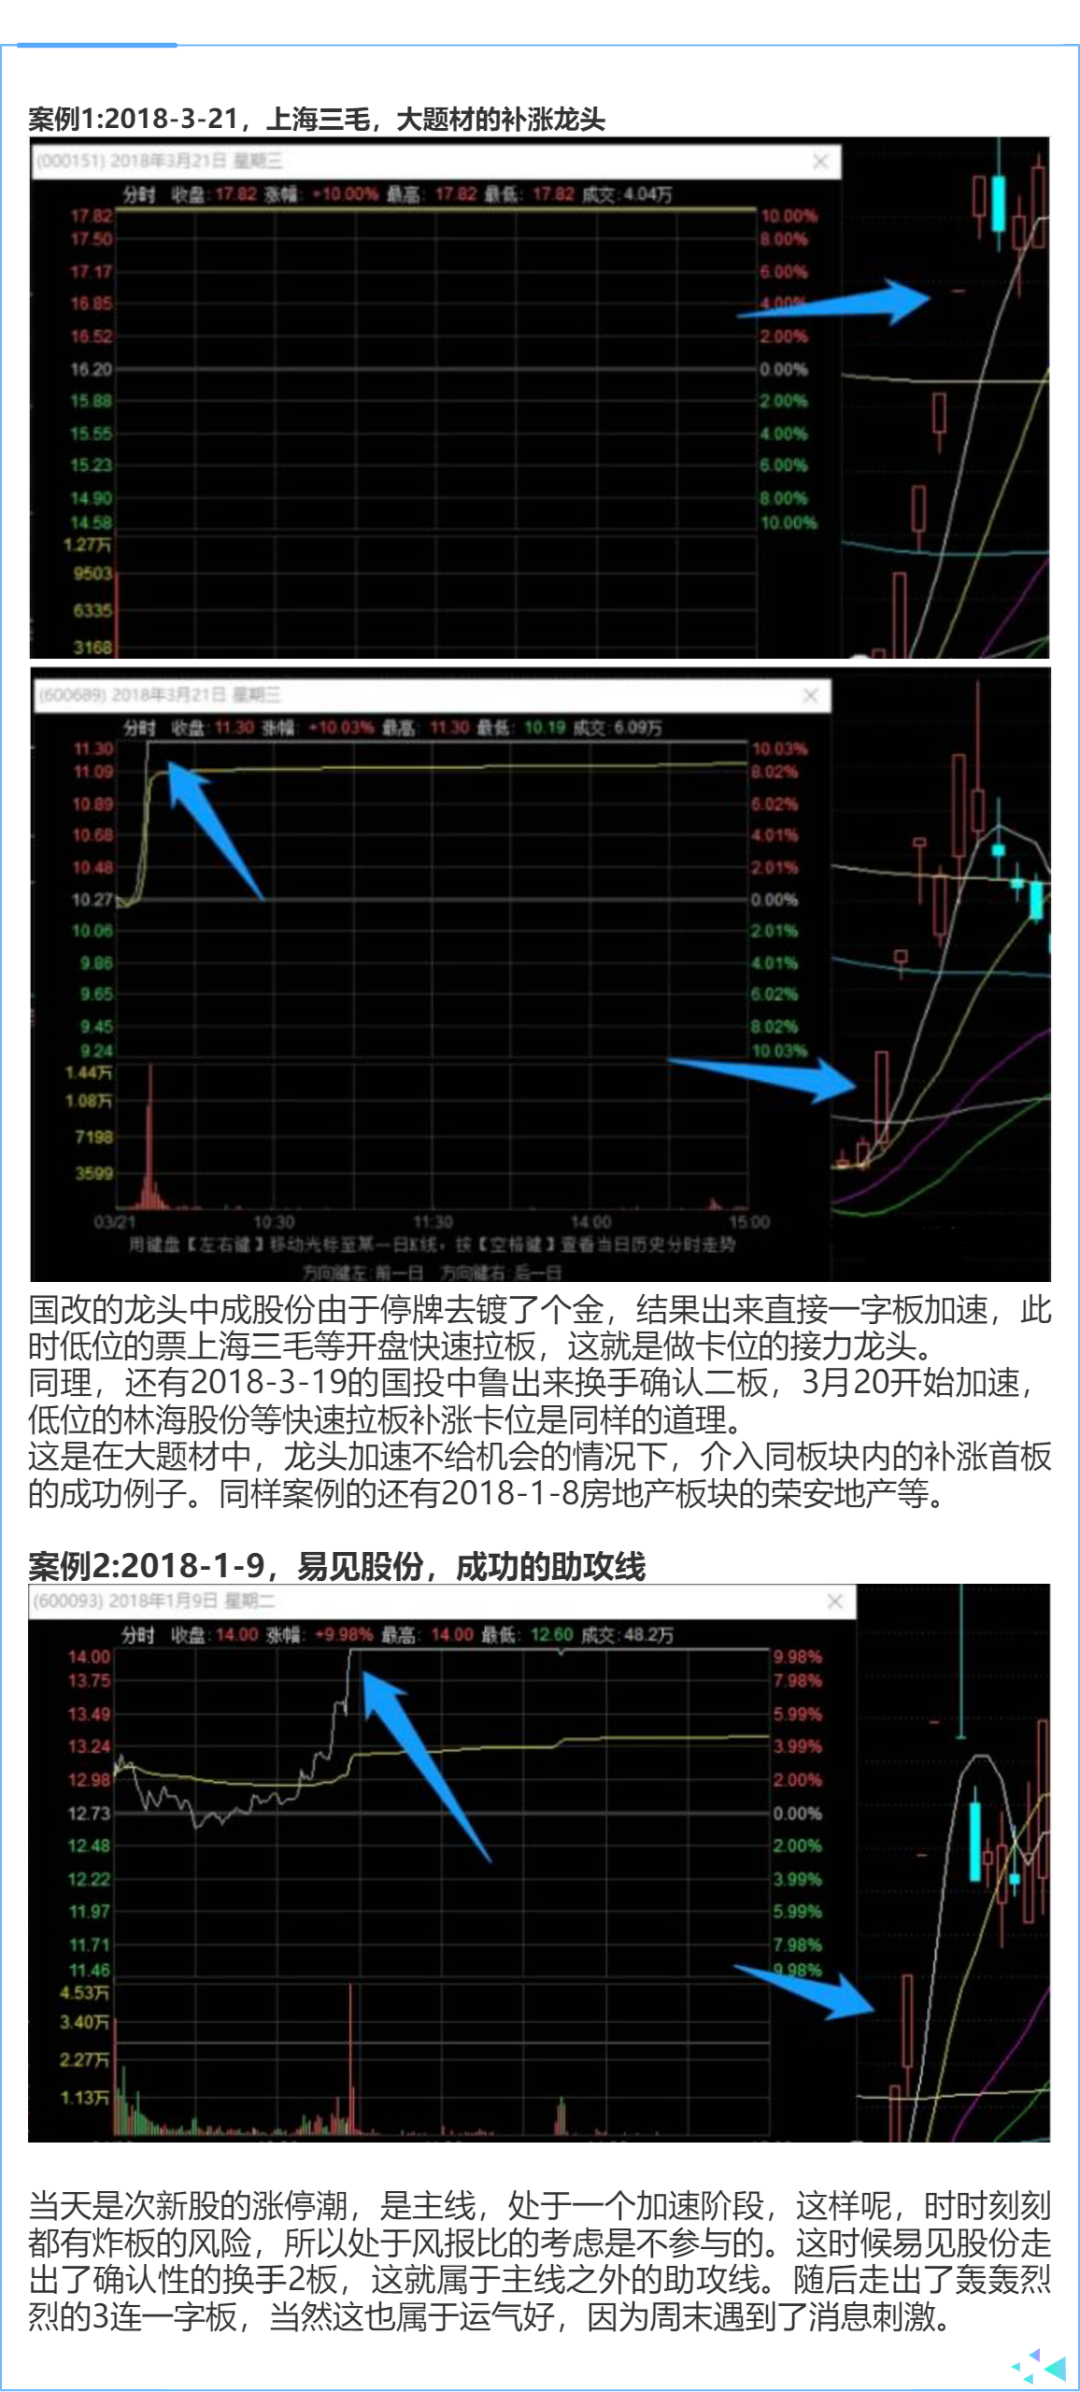 案例1:2018-3-21，上海三毛，大题材的补涨龙头
(000151) 2018年3月21日 星期三
分时 收盘: 17.82 涨幅: +10.00% 最高: 17.82 最低: 17.82 成交: 4.04万
17.82 10.00%
17.50 8.00%
17.17 6.00%
16.85 4.00%
16.52 2.00%
16.20 0.00%
15.88 2.00%
15.55 4.00%
15.23 6.00%
14.90 8.00%
14.58 10.00%
1.27万
9503
6335
3168
(600689) 2018年3月21日 星期三
分时 收盘: 11.30 涨幅: +10.03% 最高: 11.30 最低: 10.19 成交: 6.09万
11.30 10.03%
11.09 8.02%
10.89 6.02%
10.68 4.01%
10.48 2.01%
10.27 0.00%
10.06 2.01%
9.86 4.01%
9.65 6.02%
9.45 8.02%
9.24 10.03%
1.44万
1.08万
7198
3599
03/21 10:30 11:30 14:00 15:00
用键盘【左右键】移动光标至某一日K线，按【空格键】查看当日历史分时走势
方向键左:前一日 方向键右:后一日
国改的龙头中成股份由于停牌去镀了个金，结果出来直接一字板加速，此
时低位的票上海三毛等开盘快速拉板，这就是做卡位的接力龙头。
同理，还有2018-3-19的国投中鲁出来换手确认二板，3月20开始加速，
低位的林海股份等快速拉板补涨卡位是同样的道理。
这是在大题材中，龙头加速不给机会的情况下，介入同板块内的补涨首板
的成功例子。同样案例的还有2018-1-8房地产板块的荣安地产等。
案例2:2018-1-9，易见股份，成功的助攻线
(600093) 2018年1月9日 星期二
分时 收盘: 14.00 涨幅: +9.98% 最高: 14.00 最低: 12.60 成交: 48.2万
14.00 9.98%
13.75 7.98%
13.49 5.99%
13.24 3.99%
12.98 2.00%
12.73 0.00%
12.48 2.00%
12.22 3.99%
11.97 5.99%
11.71 7.98%
11.46 9.98%
4.53万
3.40万
2.27万
1.13万
当天是次新股的涨停潮，是主线，处于一个加速阶段，这样呢，时时刻刻
都有炸板的风险，所以处于风报比的考虑是不参与的。这时候易见股份走
出了确认性的换手2板，这就属于主线之外的助攻线。随后走出了轰轰烈
烈的3连一字板，当然这也属于运气好，因为周末遇到了消息刺激。